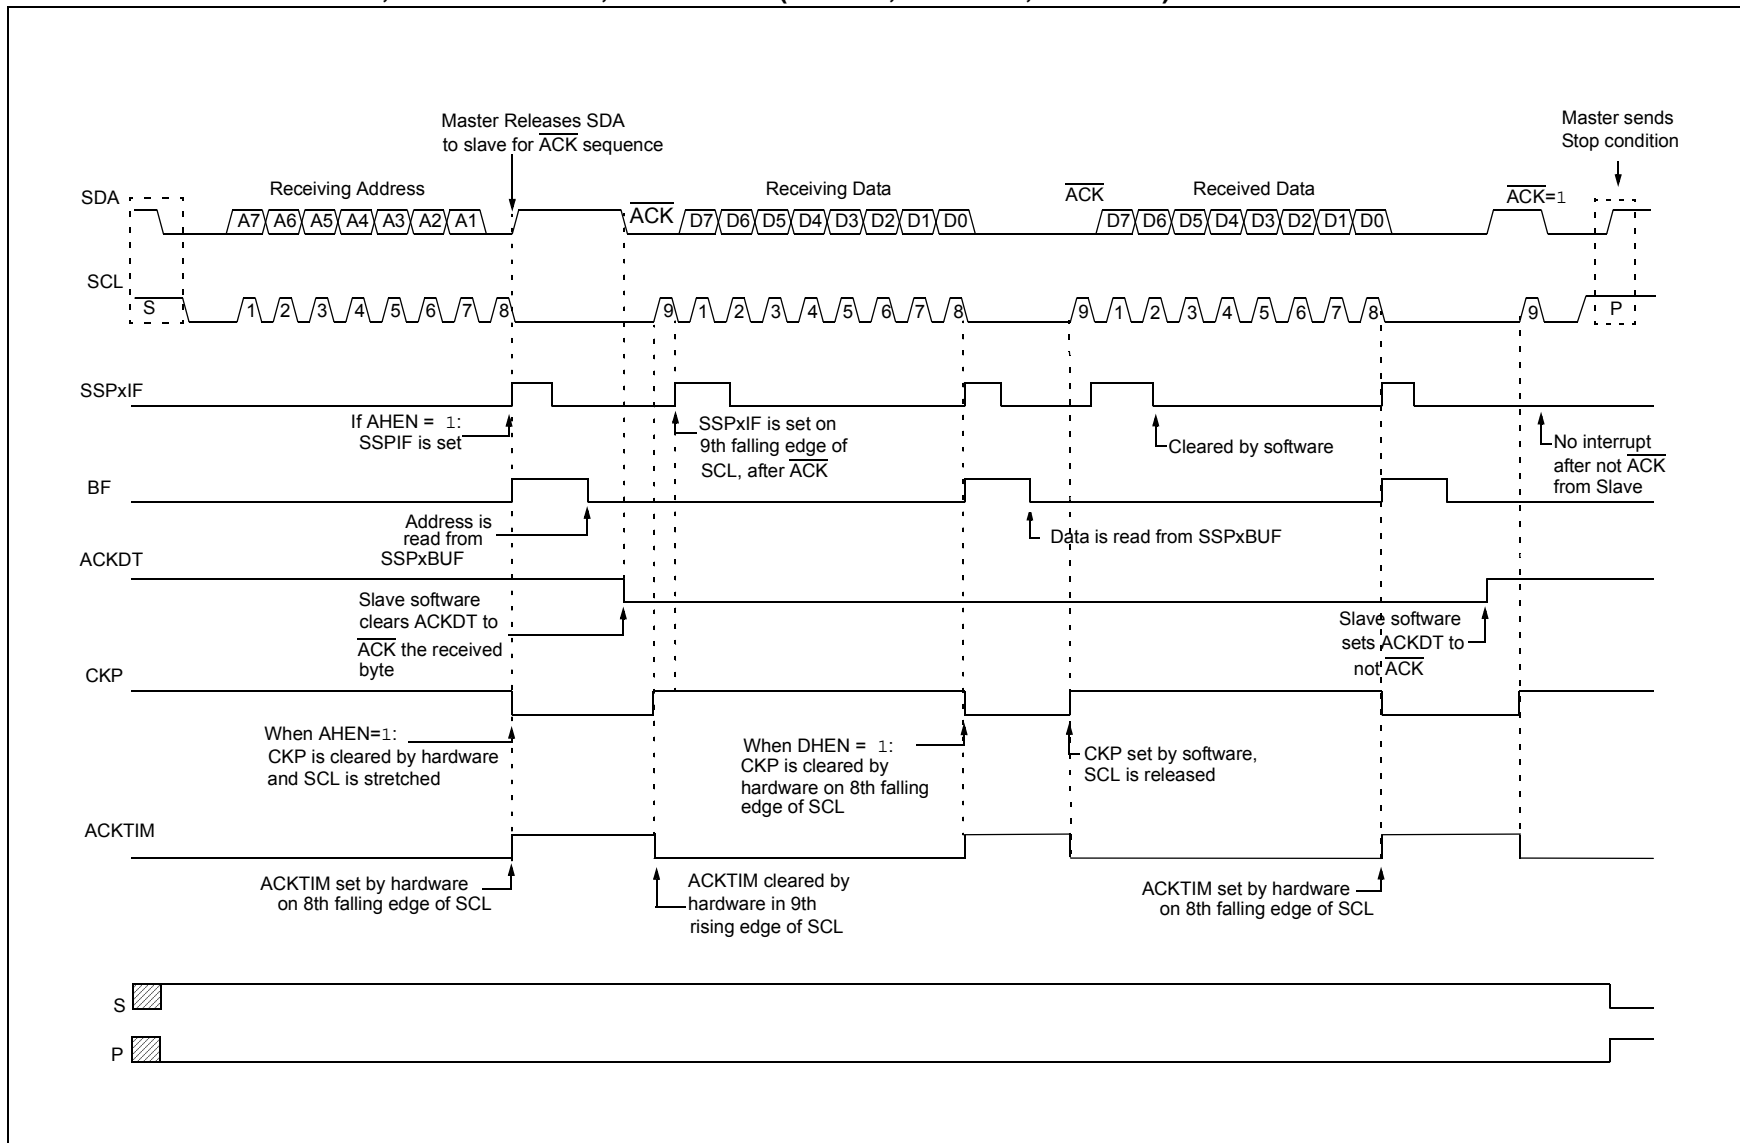 Master Releases SDA
to slave for ACK sequence
Master sends
Stop condition
SDA
Receiving Address
ACK
Receiving Data
ACK
Received Data
ACK=1
A7 A6 A5 A4 A3 A2 A1
D7 D6 D5 D4 D3 D2 D1 D0
D7 D6 D5 D4 D3 D2 D1 D0
SCL
S
1 2 3 4 5 6 7 8
9 1 2 3 4 5 6 7 8
9 1 2 3 4 5 6 7 8
9
P
SSPxIF
If AHEN = 1:
SSPIF is set
SSPxIF is set on
9th falling edge of
SCL, after ACK
Cleared by software
No interrupt
after not ACK
from Slave
BF
Address is
read from
SSPxBUF
Data is read from SSPxBUF
ACKDT
Slave software
clears ACKDT to
ACK the received
byte
Slave software
sets ACKDT to
not ACK
CKP
When AHEN=1:
CKP is cleared by hardware
and SCL is stretched
When DHEN = 1:
CKP is cleared by
hardware on 8th falling
edge of SCL
CKP set by software,
SCL is released
ACKTIM
ACKTIM set by hardware
on 8th falling edge of SCL
ACKTIM cleared by
hardware in 9th
rising edge of SCL
ACKTIM set by hardware
on 8th falling edge of SCL
S
P